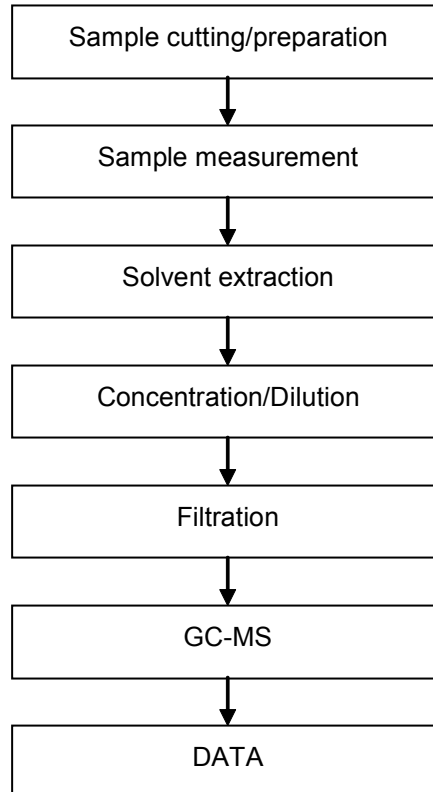 Sample cutting/preparation
Sample measurement
Solvent extraction
Concentration/Dilution
Filtration
GC-MS
DATA